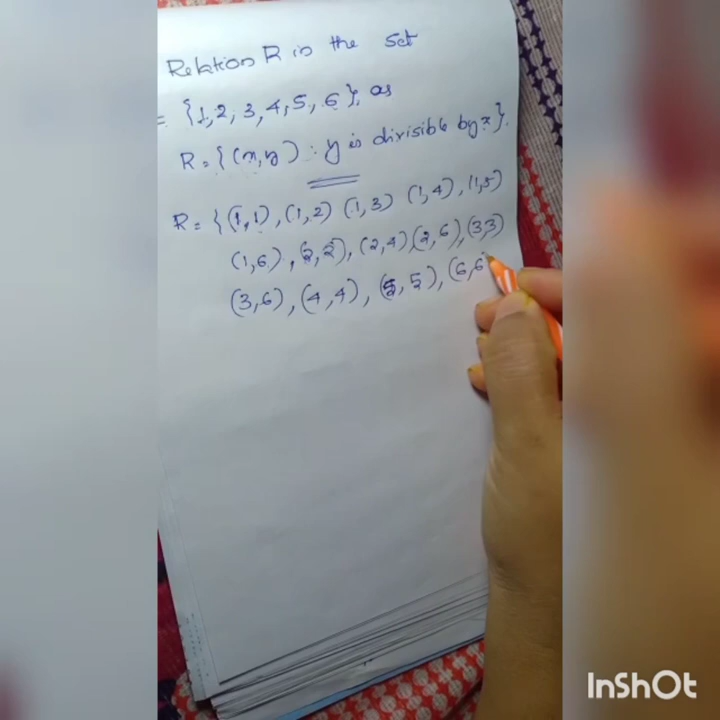 Relation R in the Set
= {1, 2, 3, 4, 5, 6}, as
R = {(x, y) : y is divisible by x}.
R = {(1,1), (1,2) (1,3) (1,4), (1,5)
(1,6), (2,2), (2,4) (2,6), (3,3)
(3,6), (4,4), (5,5), (6,6
InShOt